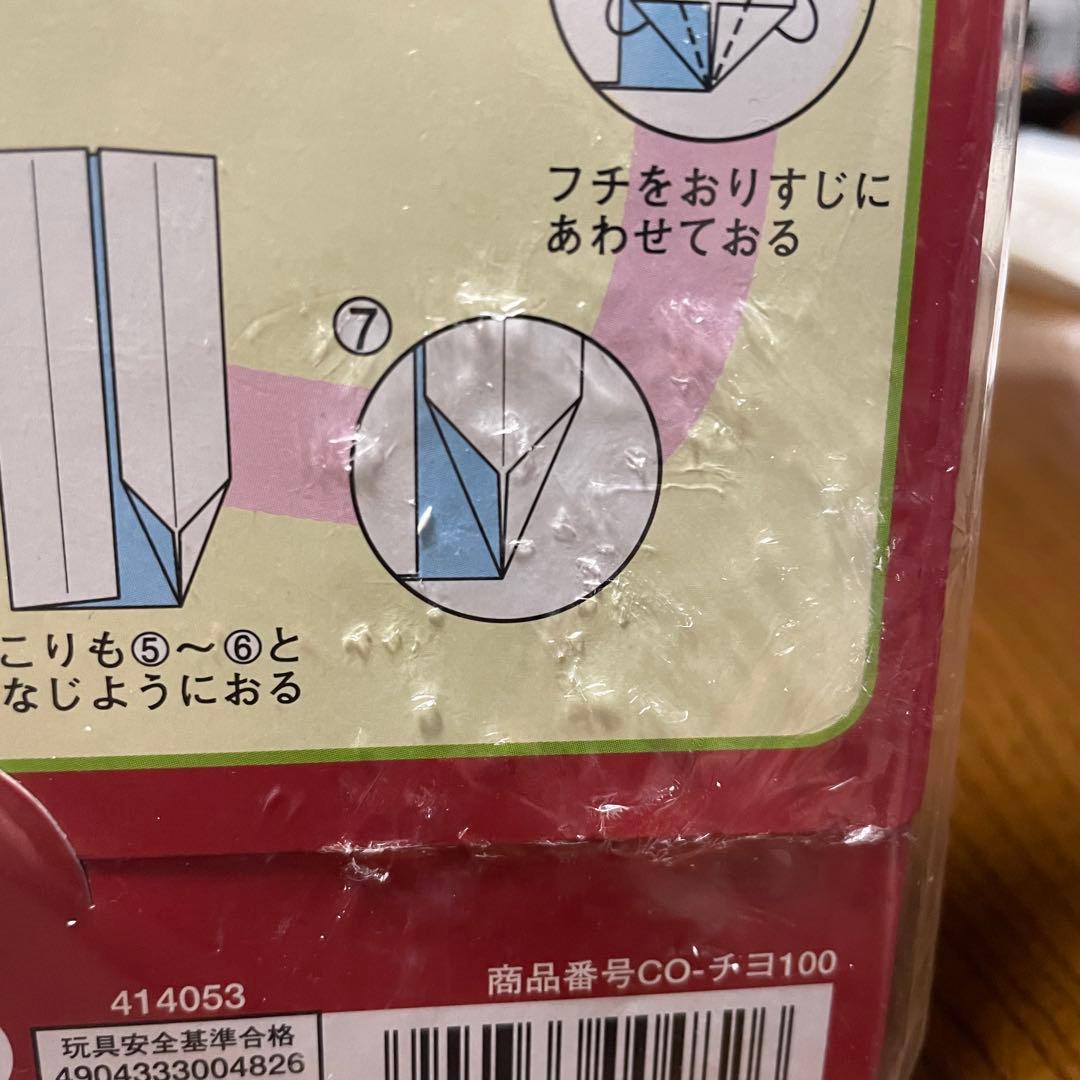 フチをおりすじに
あわせておる
⑦
こりも⑤〜⑥と
なじようにおる
商品番号CO-チヨ100
414053
玩具安全基準合格
4904333004826